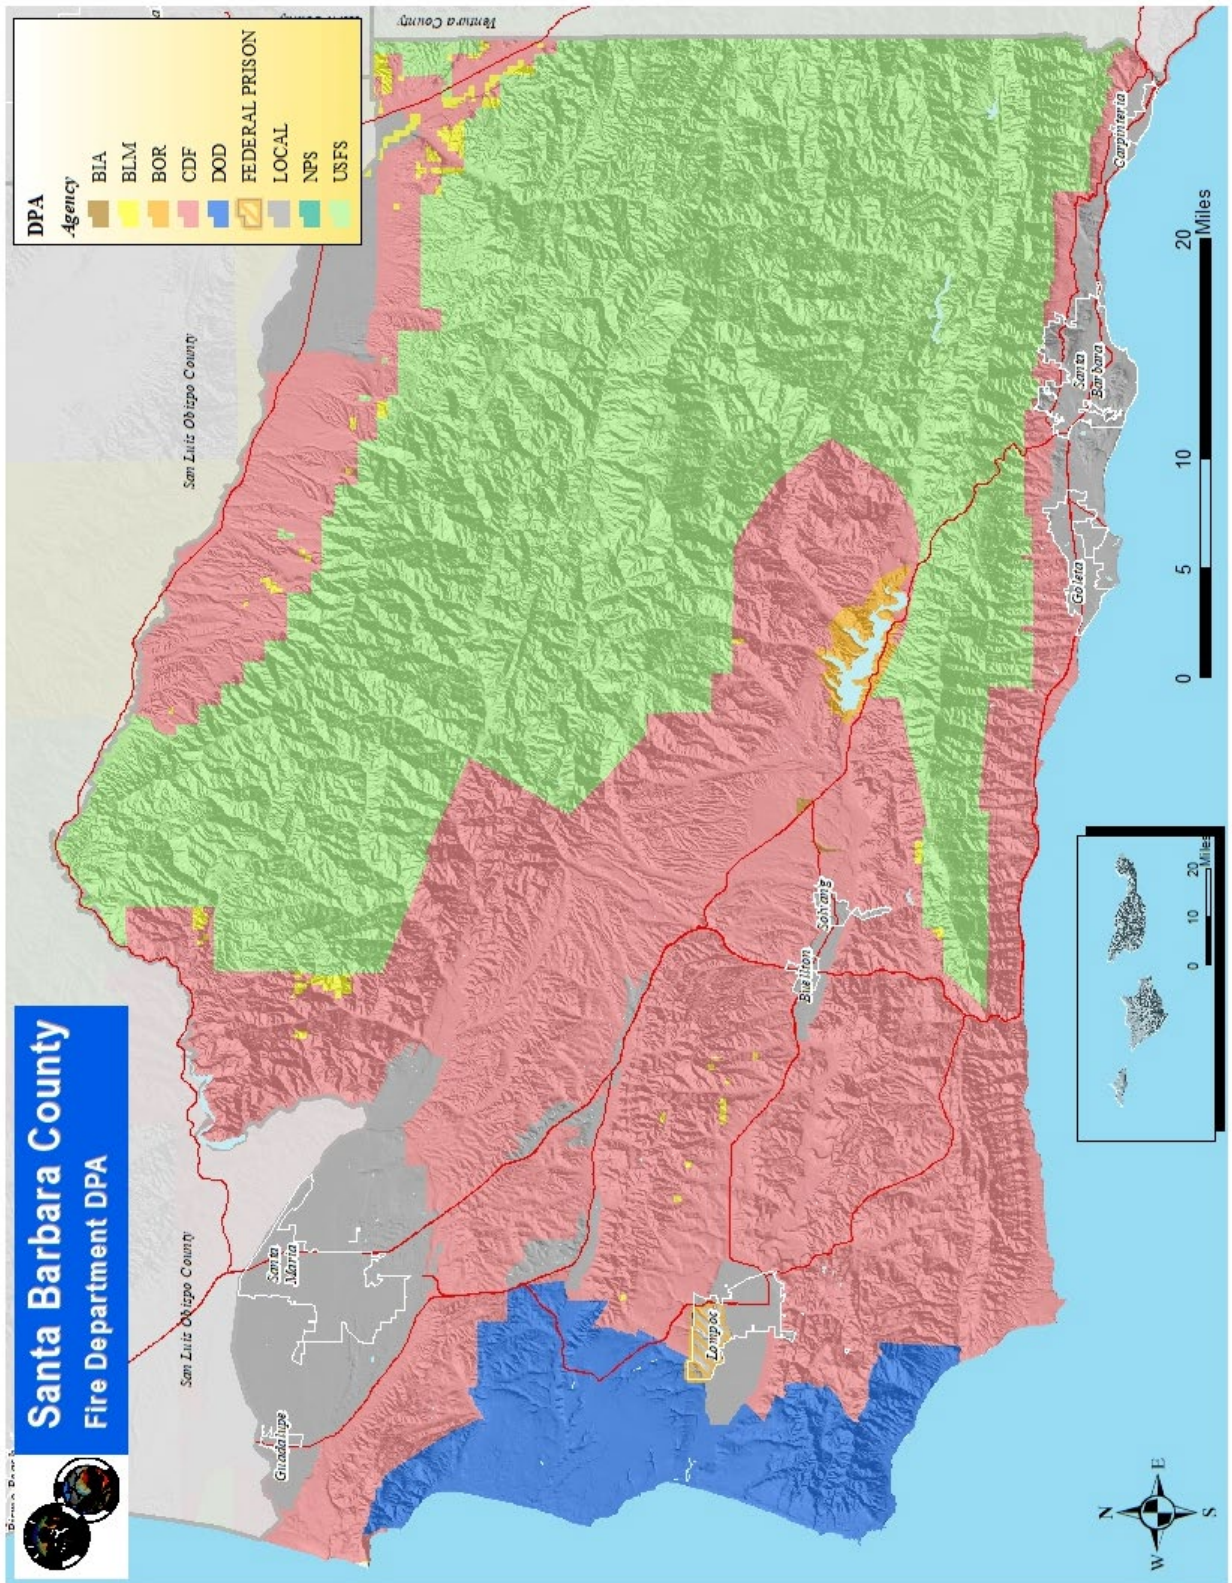 Santa Barbara County
Fire Department DPA
DPA
Agency
BIA
BLM
BOR
CDF
DOD
FEDERAL PRISON
LOCAL
NPS
USFS
San Luis Obispo County
San Luis Obispo County
Ventura County
Guadalupe
Santa
Maria
Lompoc
Buellton
Solvang
Goleta
Santa
Barbara
Carpinteria
N
W
E
S
0
10
20
Miles
0
5
10
20
Miles